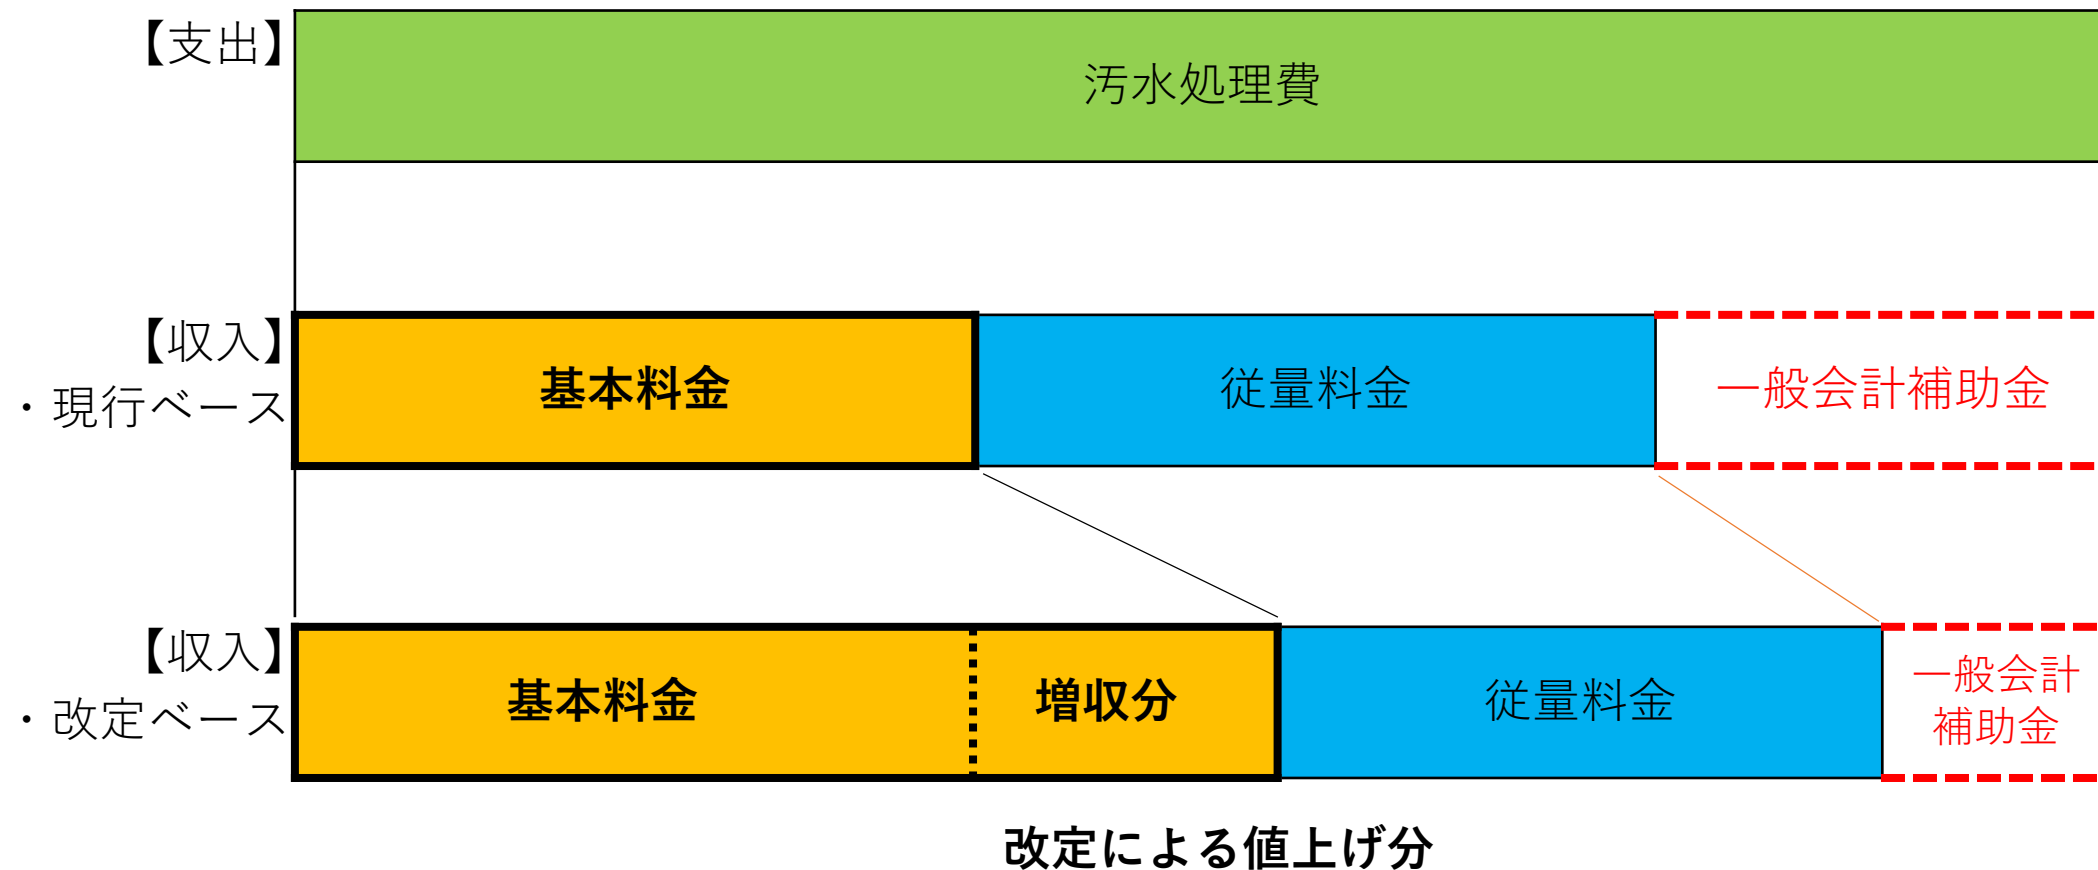 【支出】
汚水処理費
【収入】
・現行ベース
基本料金
従量料金
一般会計補助金
【収入】
・改定ベース
基本料金
増収分
従量料金
一般会計
補助金
改定による値上げ分